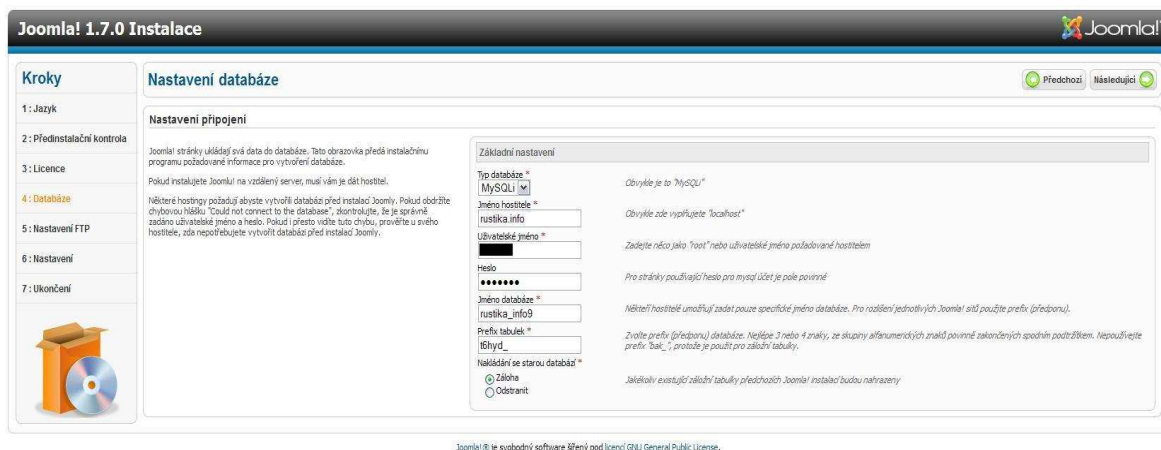 Joomla! 1.7.0 Instalace
Joomla!
Kroky
1 : Jazyk
2 : Předinstalační kontrola
3 : Licence
4 : Databáze
5 : Nastavení FTP
6 : Nastavení
7 : Ukončení
Nastavení databáze
Předchozí
Následující
Nastavení připojení
Joomla! stránky ukládají svá data do databáze. Tato obrazovka předá instalačnímu
programu požadované informace pro vytvoření databáze.
Pokud instalujete Joomlu! na vzdálený server, musí vám je dát hostitel.
Některé hostingy požadují abyste vytvořili databázi před instalací Joomly. Pokud obdržíte
chybovou hlášku "Could not connect to the database", zkontrolujte, že je správně
zadáno uživatelské jméno a heslo. Pokud i přesto vidíte tuto chybu, prověřte u svého
hostitele, zda nepotřebujete vytvořit databázi před instalací Joomly.
Základní nastavení
Typ databáze *
MySQLi
Obvykle je to "MySQLi"
Jméno hostitele *
rustika.info
Obvykle zde vyplňujete "localhost"
Uživatelské jméno *
Zadejte něco jako "root" nebo uživatelské jméno požadované hostitelem
Heslo
•••••••
Pro stránky používající heslo pro mysql účet je pole povinné
Jméno databáze *
rustika_info9
Někteří hostitelé umožňují zadat pouze specifické jméno databáze. Pro rozlišení jednotlivých Joomla! sítů použijte prefix (předponu).
Prefix tabulek *
t6hyd_
Zvolte prefix (předponu) databáze. Nejlépe 3 nebo 4 znaky, ze skupiny alfanumerických znaků povinně zakončených spodním podtržítkem. Nepoužívejte
prefix "bak_", protože je použit pro záložní tabulky.
Nakládání se starou databází *
Záloha
Odstranit
Jakékoliv existující záložní tabulky předchozích Joomla! instalací budou nahrazeny
Joomla! ® je svobodný software šířený pod licencí GNU General Public License.